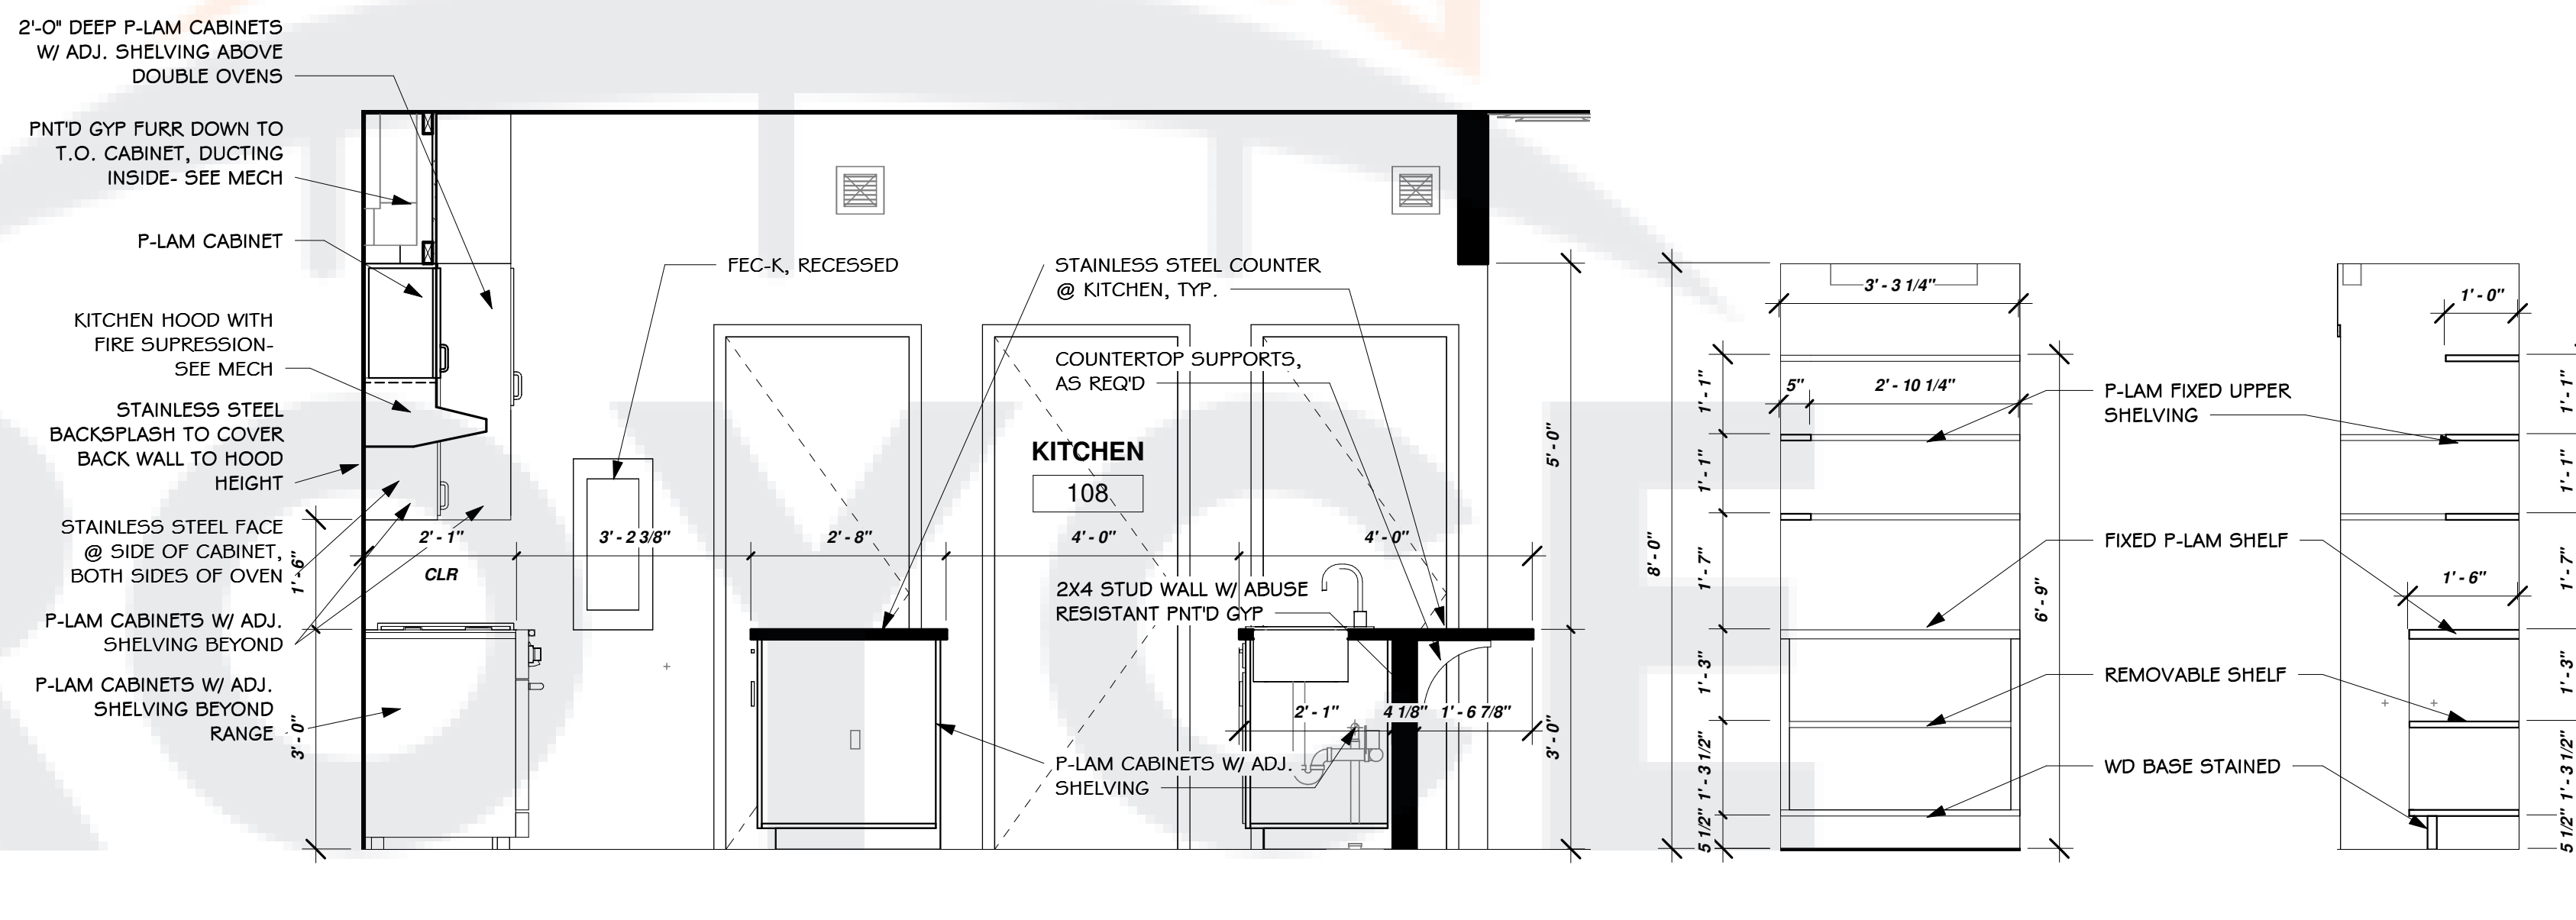 2'-0" DEEP P-LAM CABINETS
W/ ADJ. SHELVING ABOVE
DOUBLE OVENS
PNT'D GYP FURR DOWN TO
T.O. CABINET, DUCTING
INSIDE- SEE MECH
P-LAM CABINET
KITCHEN HOOD WITH
FIRE SUPRESSION-
SEE MECH
STAINLESS STEEL
BACKSPLASH TO COVER
BACK WALL TO HOOD
HEIGHT
STAINLESS STEEL FACE
@ SIDE OF CABINET,
BOTH SIDES OF OVEN
P-LAM CABINETS W/ ADJ.
SHELVING BEYOND
P-LAM CABINETS W/ ADJ.
SHELVING BEYOND
RANGE
1' - 6"
3' - 0"
2' - 1"
CLR
3' - 2 3/8"
2' - 8"
4' - 0"
4' - 0"
FEC-K, RECESSED
STAINLESS STEEL COUNTER
@ KITCHEN, TYP.
COUNTERTOP SUPPORTS,
AS REQ'D
KITCHEN
108
2X4 STUD WALL W/ ABUSE
RESISTANT PNT'D GYP
2' - 1"
4 1/8"
1' - 6 7/8"
P-LAM CABINETS W/ ADJ.
SHELVING
5' - 0"
3' - 0"
8' - 0"
1' - 1"
1' - 1"
1' - 7"
1' - 3"
1' - 3 1/2"
5 1/2"
3' - 3 1/4"
5"
2' - 10 1/4"
6' - 9"
P-LAM FIXED UPPER
SHELVING
FIXED P-LAM SHELF
REMOVABLE SHELF
WD BASE STAINED
1' - 0"
1' - 6"
1' - 1"
1' - 1"
1' - 7"
1' - 3"
1' - 3 1/2"
5 1/2"